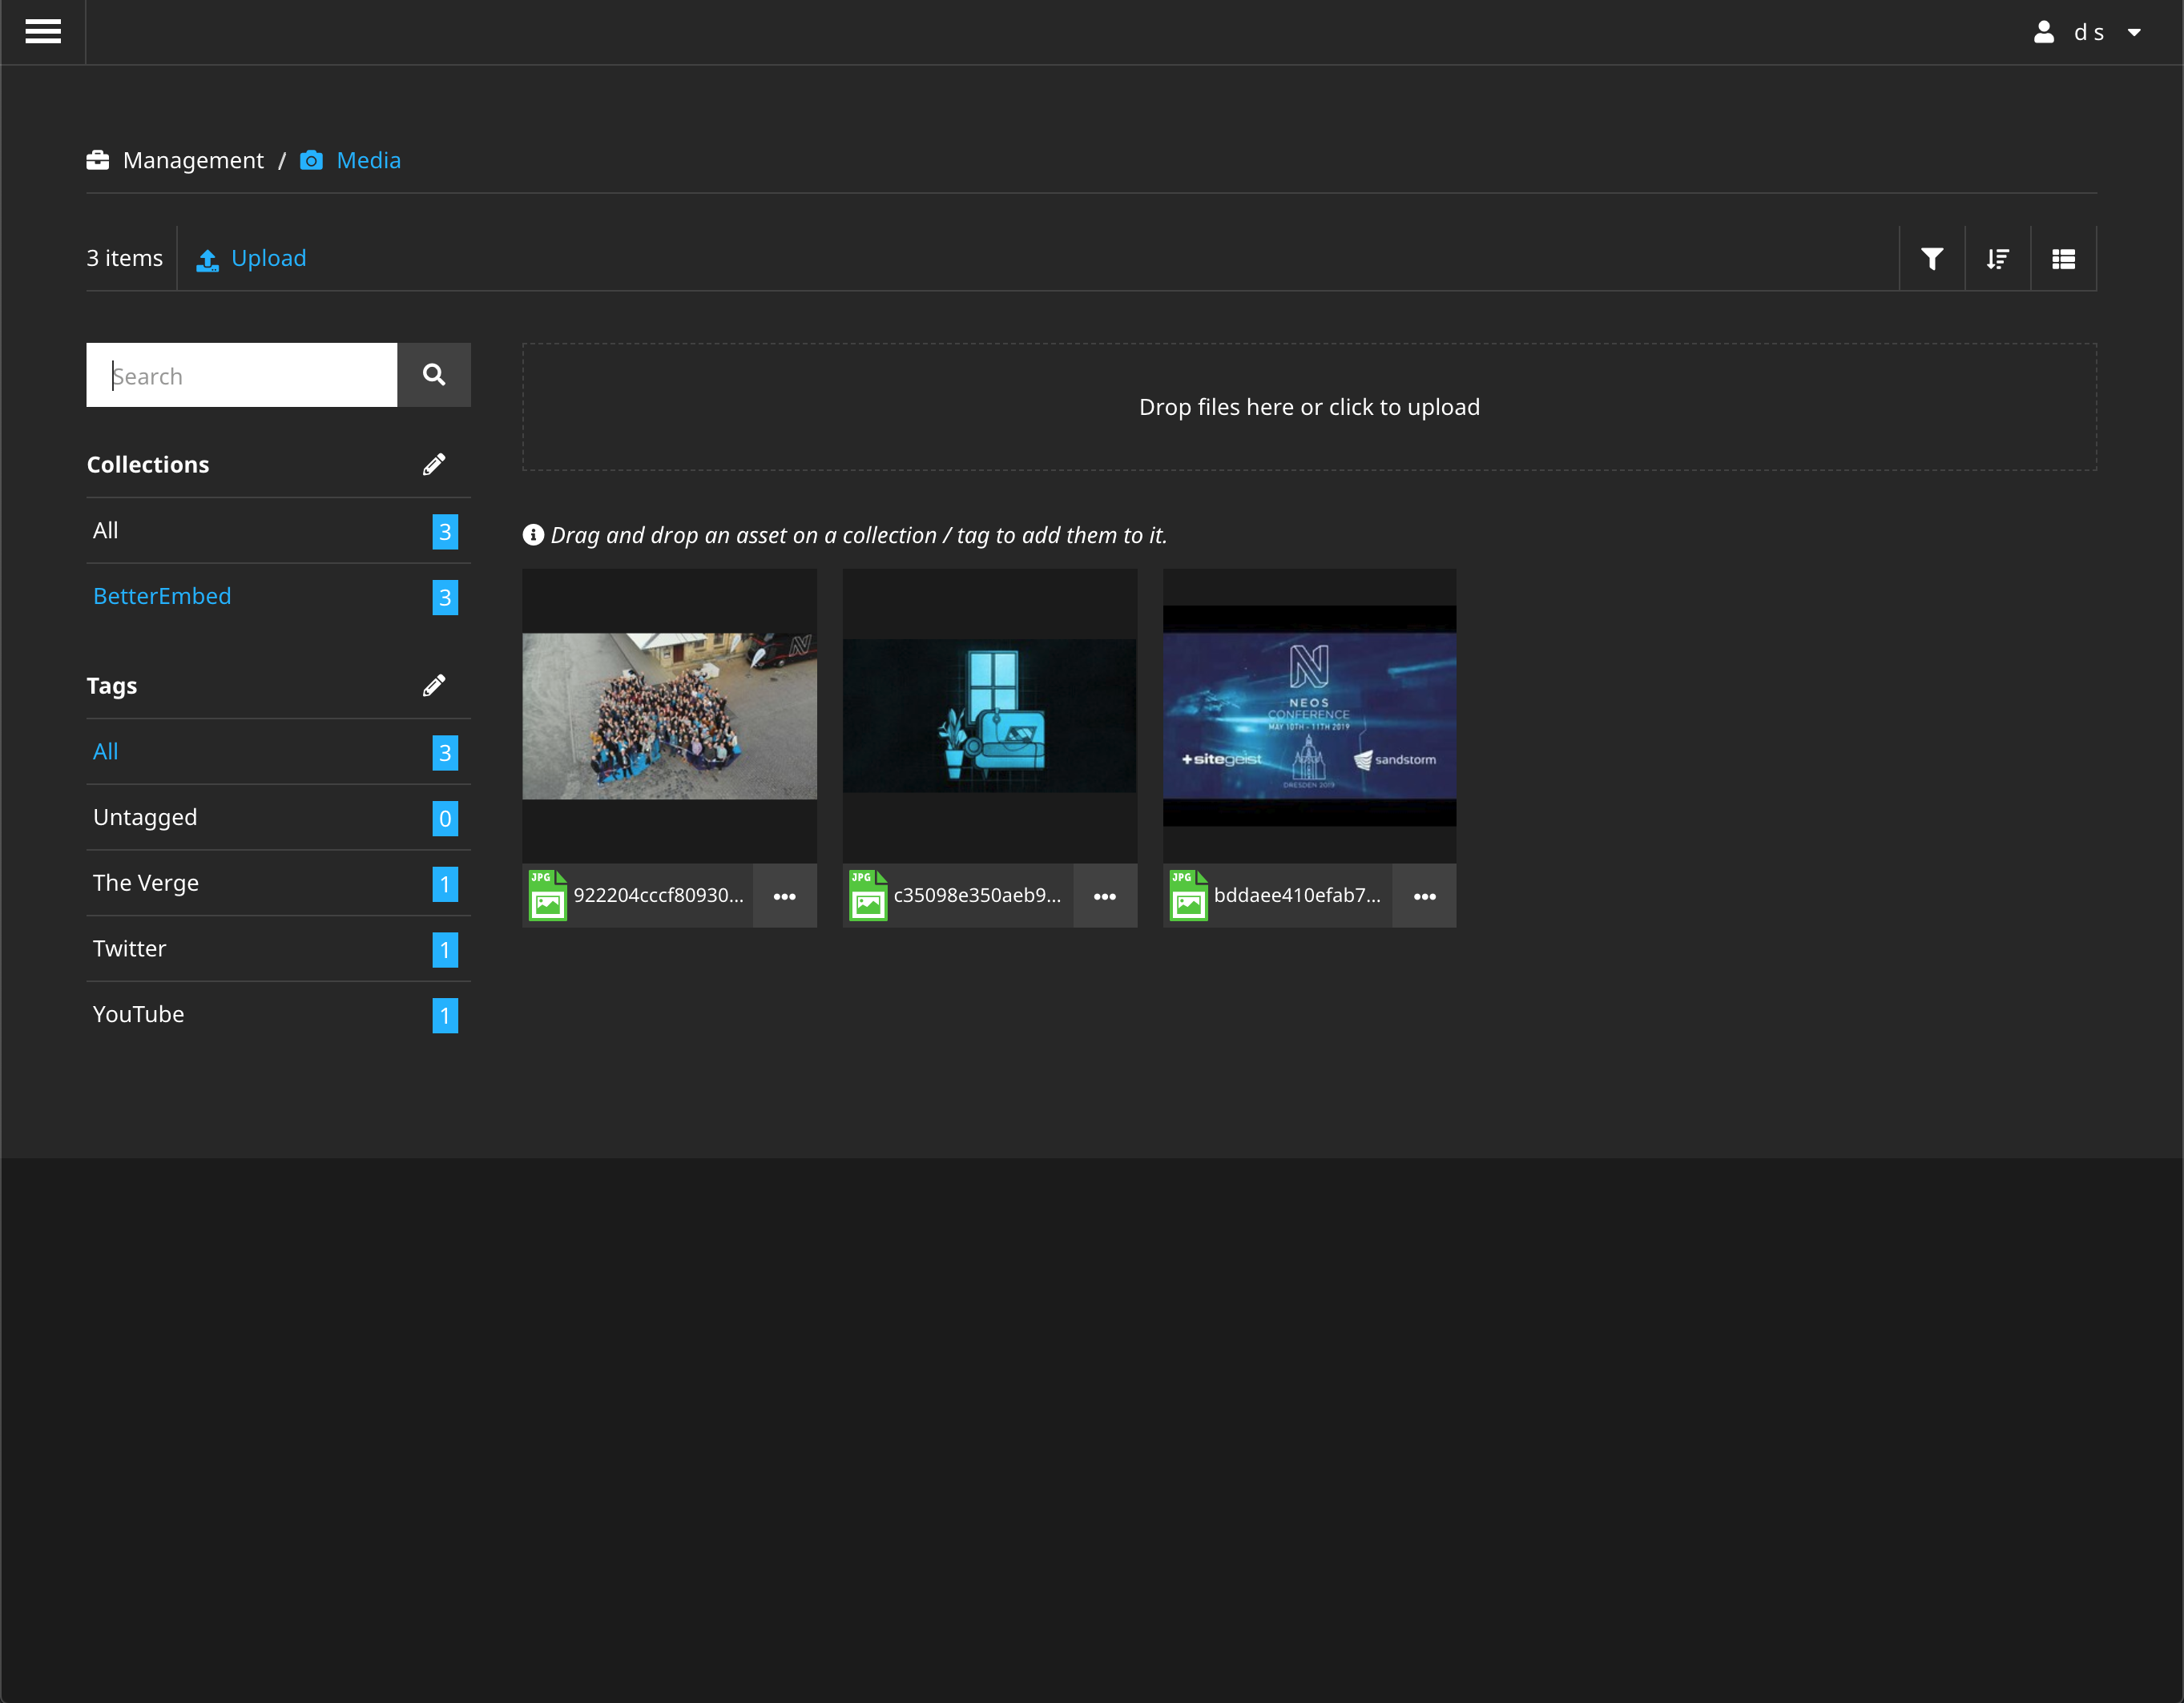 d s
Management / Media
3 items
Upload
Search
Drop files here or click to upload
Collections
All 3
BetterEmbed 3
Tags
All 3
Untagged 0
The Verge 1
Twitter 1
YouTube 1
Drag and drop an asset on a collection / tag to add them to it.
NEOS
CONFERENCE
MAY 10TH - 11TH 2019
+sitegeist
sandstorm
DRESDEN 2019
JPG 922204cccf80930...
JPG c35098e350aeb9...
JPG bddaee410efab7...